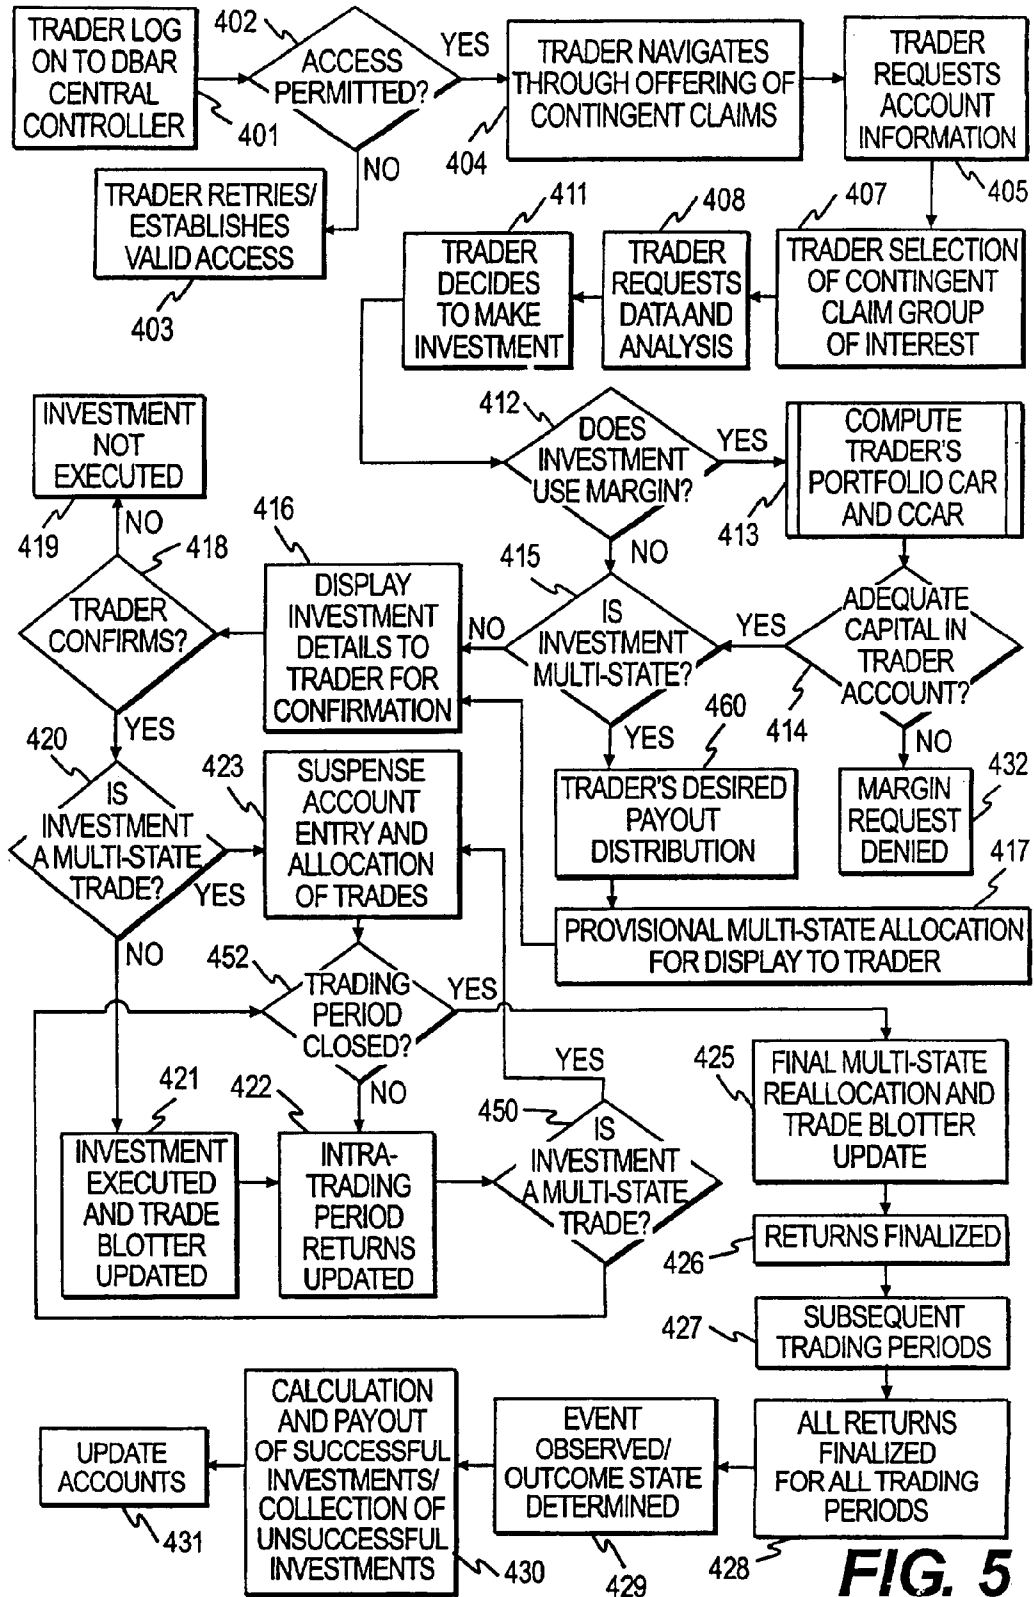 TRADER LOG
ON TO DBAR
CENTRAL
CONTROLLER
401
402
ACCESS
PERMITTED?
YES
NO
TRADER NAVIGATES
THROUGH OFFERING OF
CONTINGENT CLAIMS
404
TRADER
REQUESTS
ACCOUNT
INFORMATION
405
TRADER RETRIES/
ESTABLISHES
VALID ACCESS
403
411
TRADER
DECIDES
TO MAKE
INVESTMENT
408
TRADER
REQUESTS
DATA AND
ANALYSIS
407
TRADER SELECTION
OF CONTINGENT
CLAIM GROUP
OF INTEREST
INVESTMENT
NOT
EXECUTED
419
NO
412
DOES
INVESTMENT
USE MARGIN?
YES
NO
COMPUTE
TRADER'S
PORTFOLIO CAR
AND CCAR
413
418
TRADER
CONFIRMS?
YES
416
DISPLAY
INVESTMENT
DETAILS TO
TRADER FOR
CONFIRMATION
NO
415
IS
INVESTMENT
MULTI-STATE?
YES
YES
ADEQUATE
CAPITAL IN
TRADER
ACCOUNT?
414
NO
420
IS
INVESTMENT
A MULTI-STATE
TRADE?
YES
NO
423
SUSPENSE
ACCOUNT
ENTRY AND
ALLOCATION
OF TRADES
460
TRADER'S DESIRED
PAYOUT
DISTRIBUTION
MARGIN
REQUEST
DENIED
432
417
PROVISIONAL MULTI-STATE ALLOCATION
FOR DISPLAY TO TRADER
452
TRADING
PERIOD
CLOSED?
YES
NO
421
INVESTMENT
EXECUTED
AND TRADE
BLOTTER
UPDATED
422
INTRA-
TRADING
PERIOD
RETURNS
UPDATED
YES
450
IS
INVESTMENT
A MULTI-STATE
TRADE?
425
FINAL MULTI-STATE
REALLOCATION AND
TRADE BLOTTER
UPDATE
RETURNS FINALIZED
426
SUBSEQUENT
TRADING PERIODS
427
ALL RETURNS
FINALIZED
FOR ALL TRADING
PERIODS
428
EVENT
OBSERVED/
OUTCOME STATE
DETERMINED
429
CALCULATION
AND PAYOUT
OF SUCCESSFUL
INVESTMENTS/
COLLECTION OF
UNSUCCESSFUL
INVESTMENTS
430
UPDATE
ACCOUNTS
431
FIG. 5